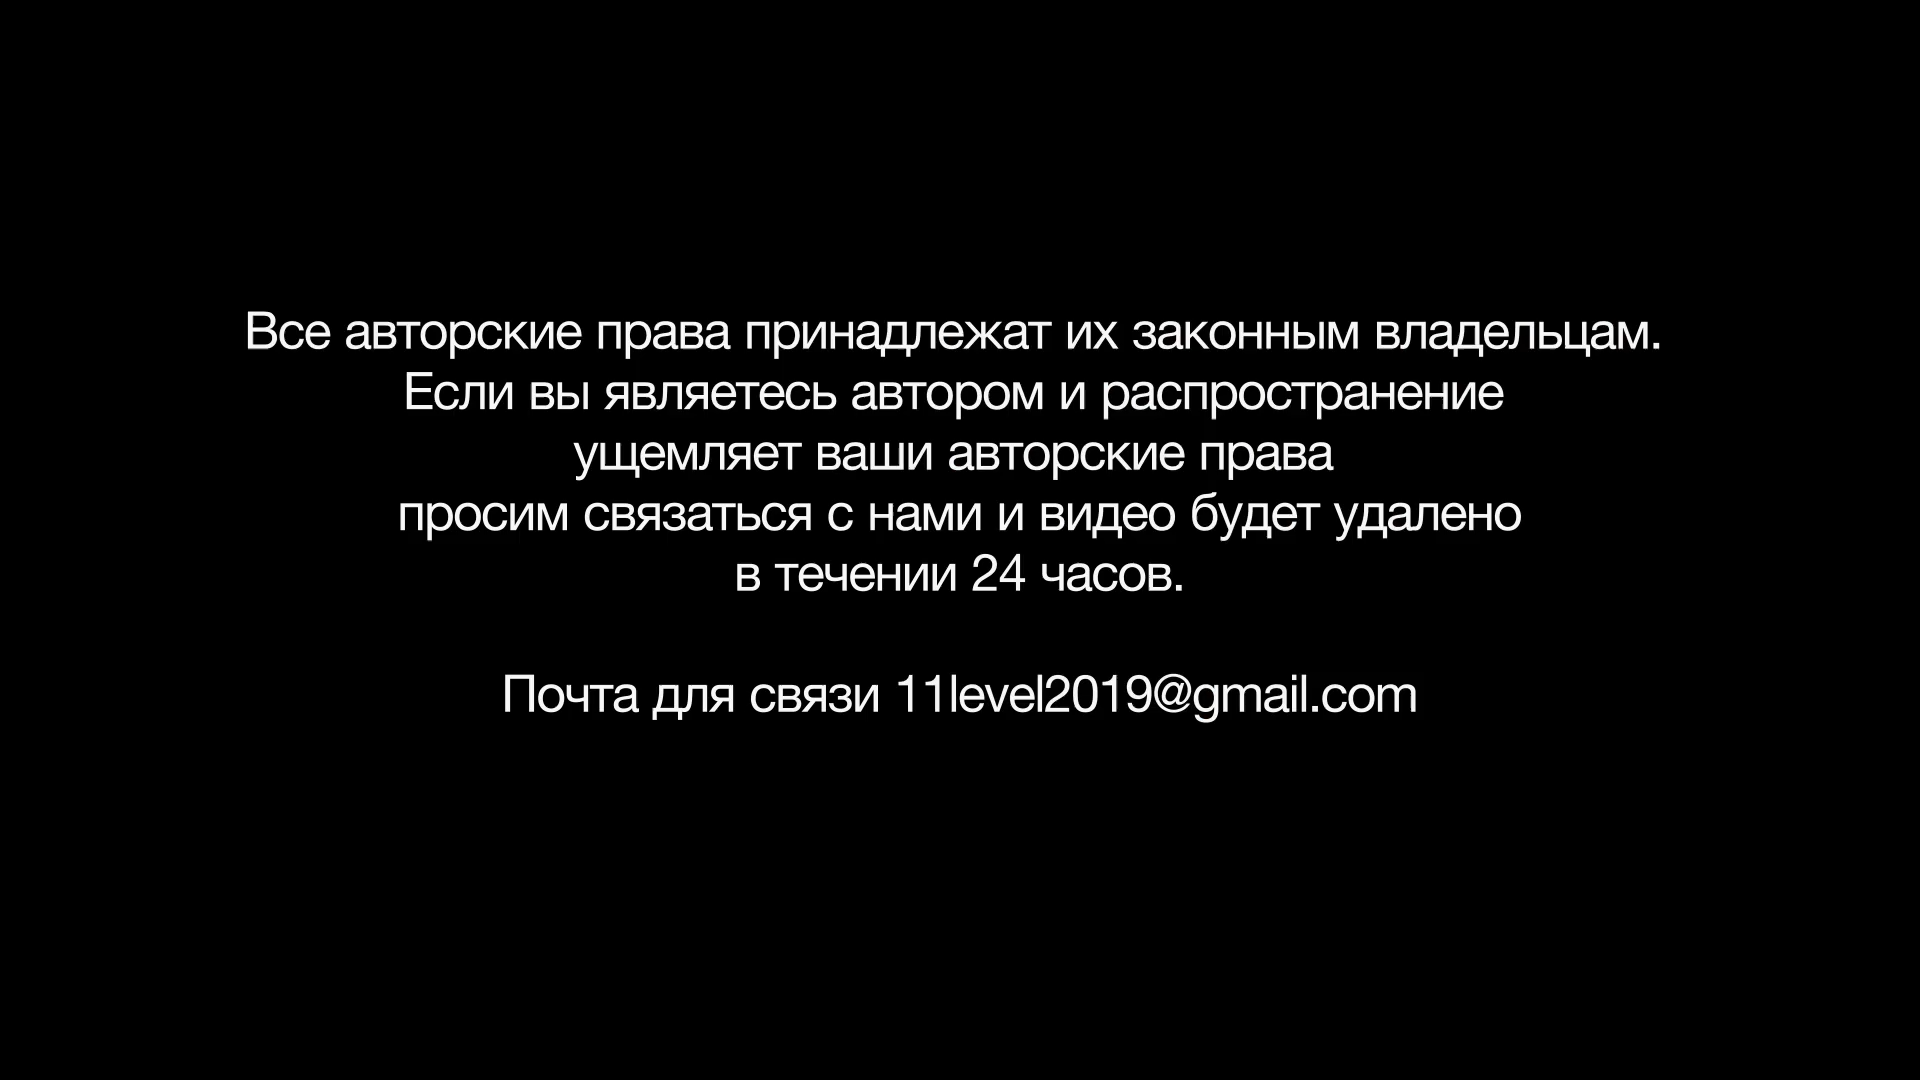 Все авторские права принадлежат их законным владельцам.
Если вы являетесь автором и распространение
ущемляет ваши авторские права
просим связаться с нами и видео будет удалено
в течении 24 часов.
Почта для связи 11level2019@gmail.com